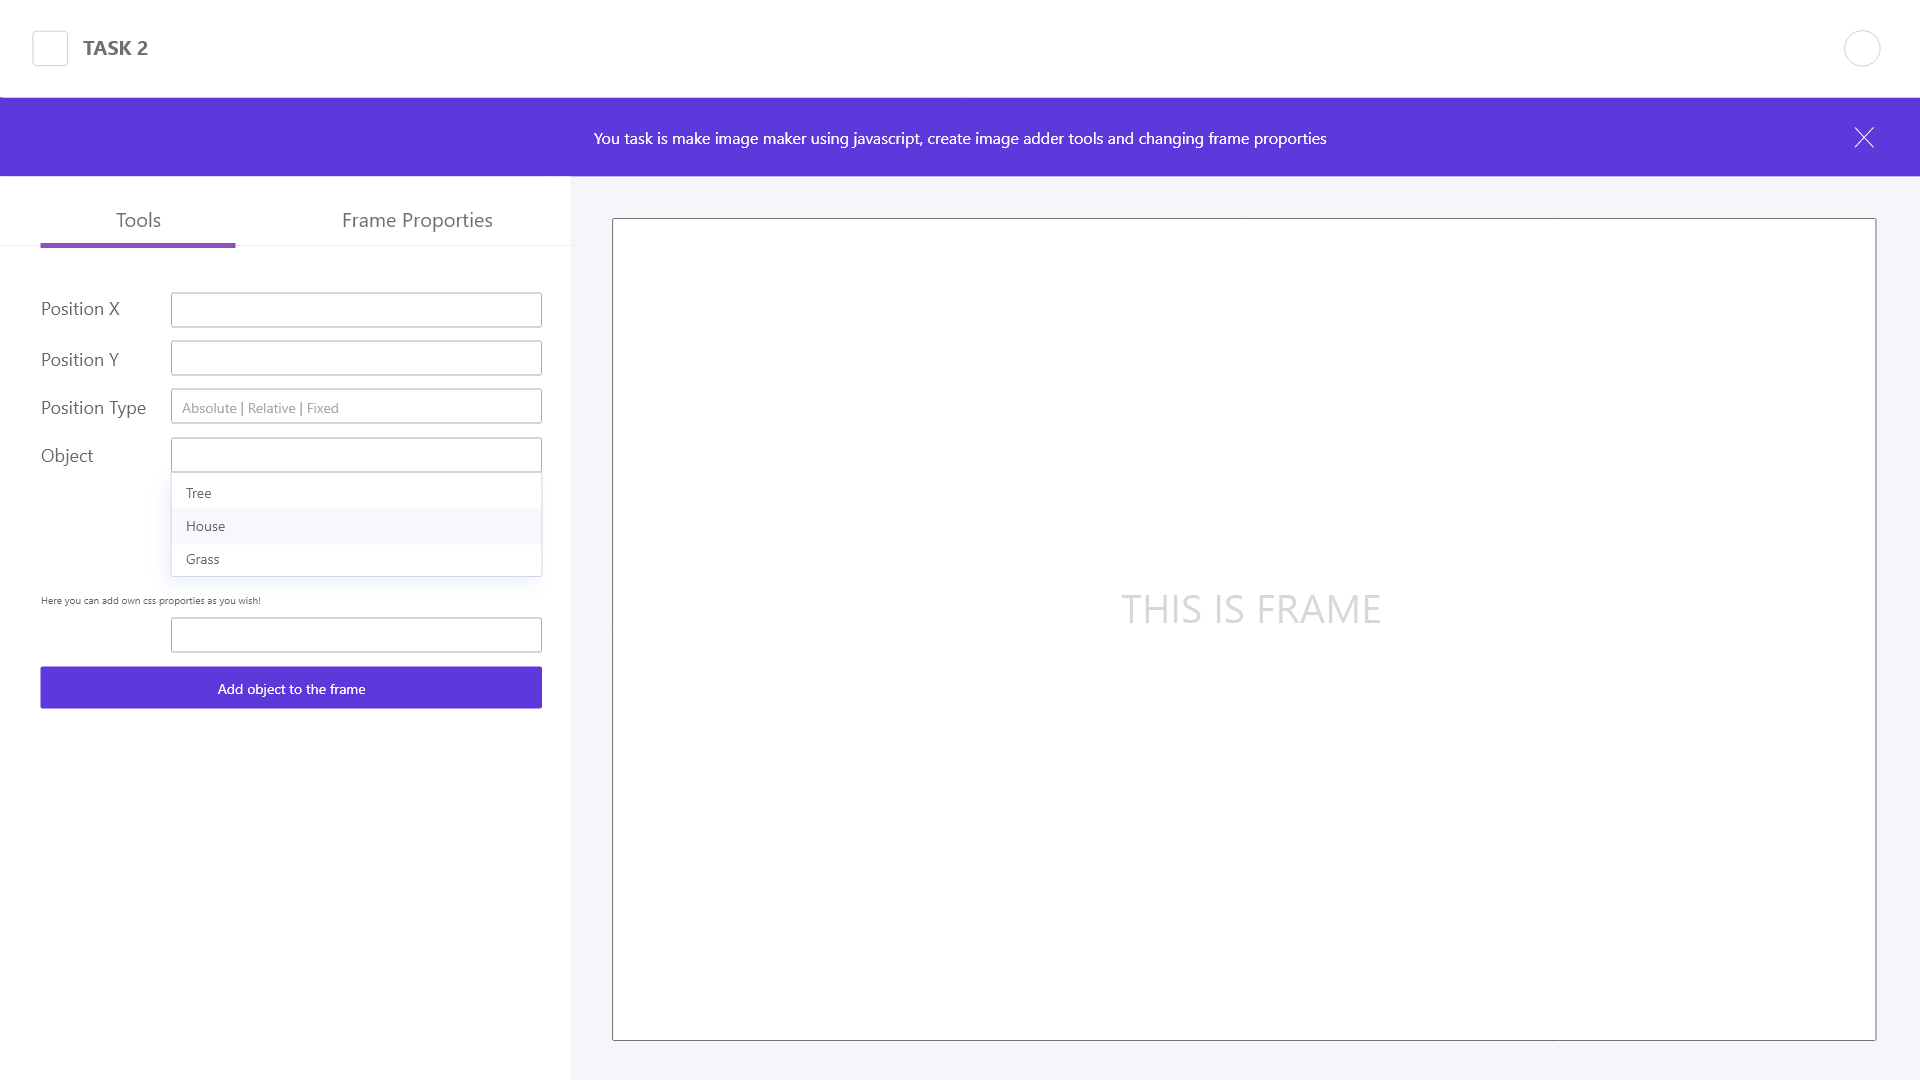 TASK 2
You task is make image maker using javascript, create image adder tools and changing frame proporties
Tools
Frame Proporties
Position X
Position Y
Position Type
Absolute | Relative | Fixed
Object
Tree
House
Grass
Here you can add own css proporties as you wish!
Add object to the frame
THIS IS FRAME